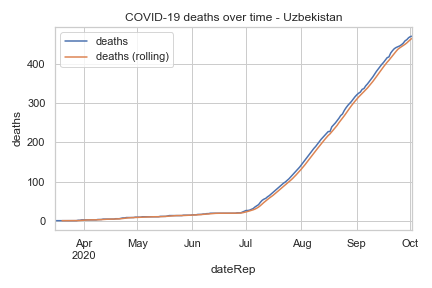 COVID-19 deaths over time - Uzbekistan
deaths
deaths (rolling)
400
300
200
100
0
deaths
Apr May Jun Jul Aug Sep Oct
2020
dateRep